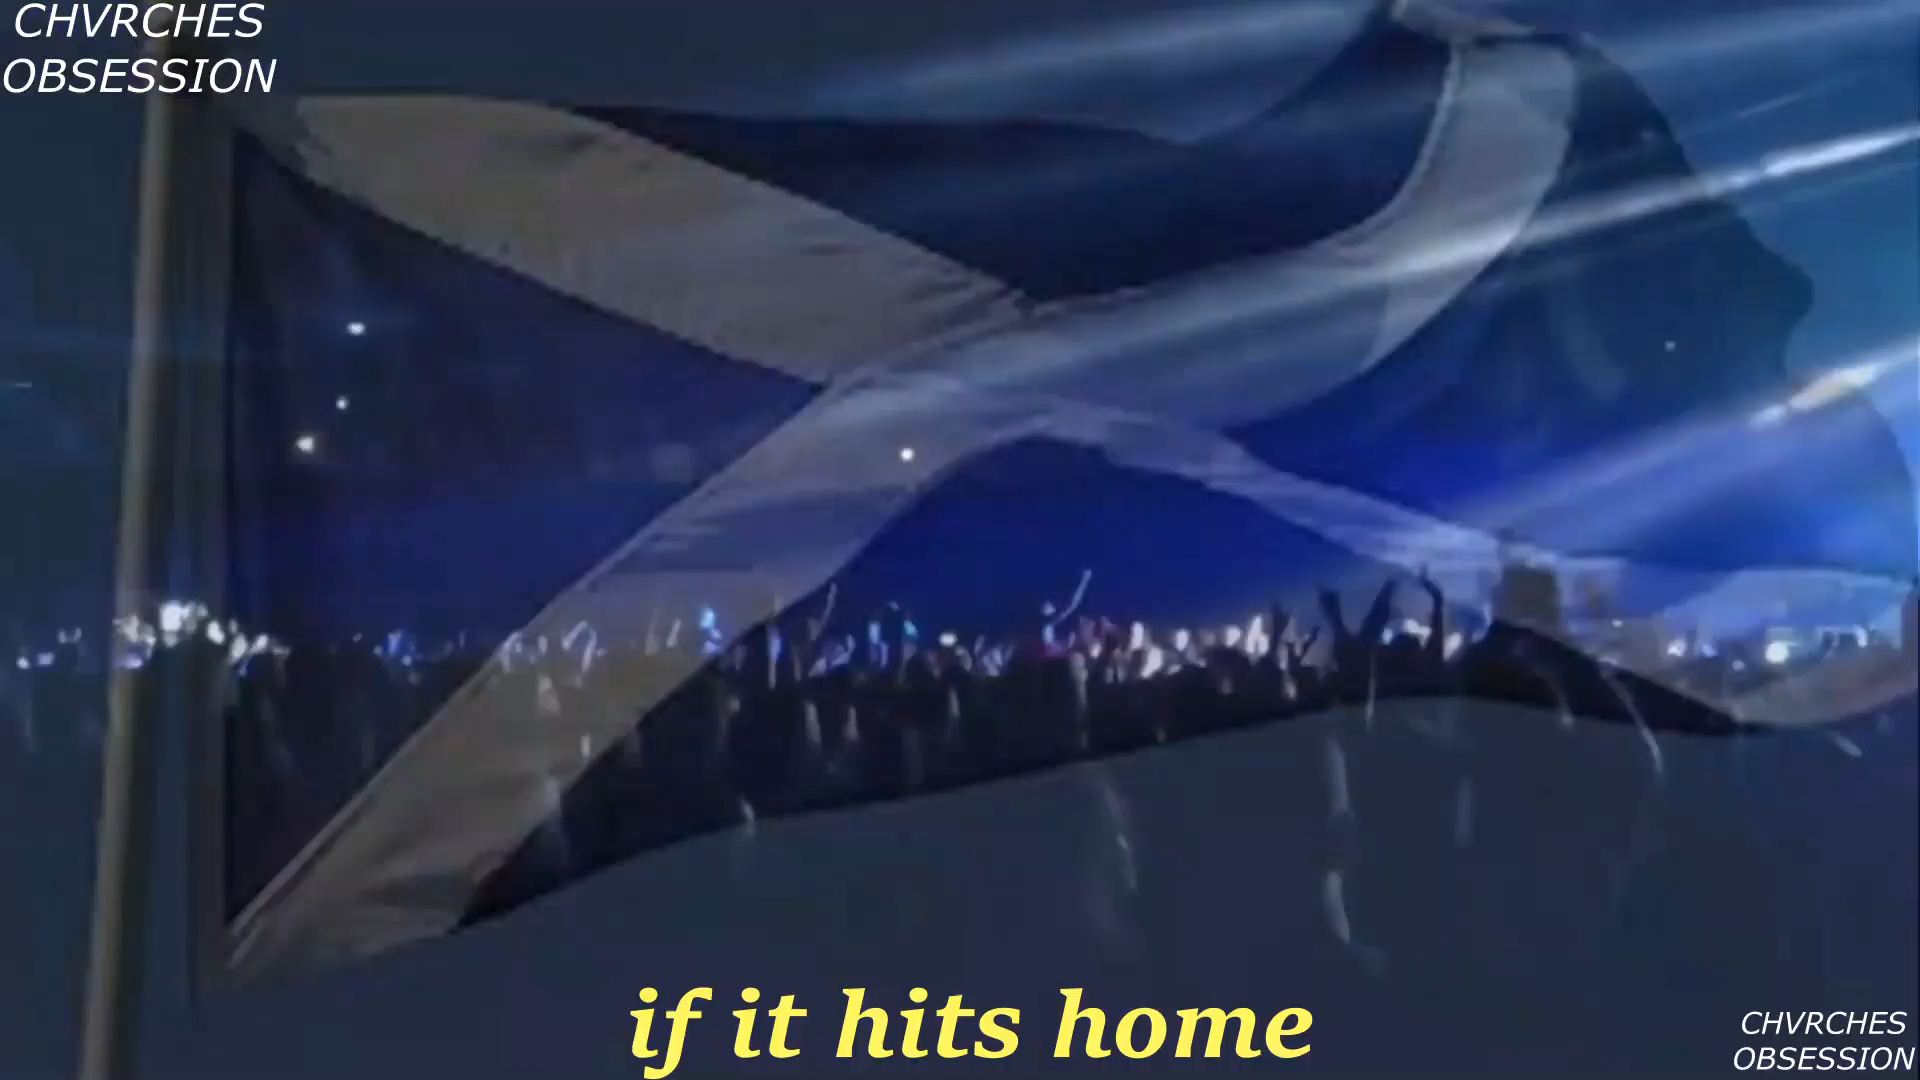 CHVRCHES
OBSESSION
if it hits home
CHVRCHES
OBSESSION